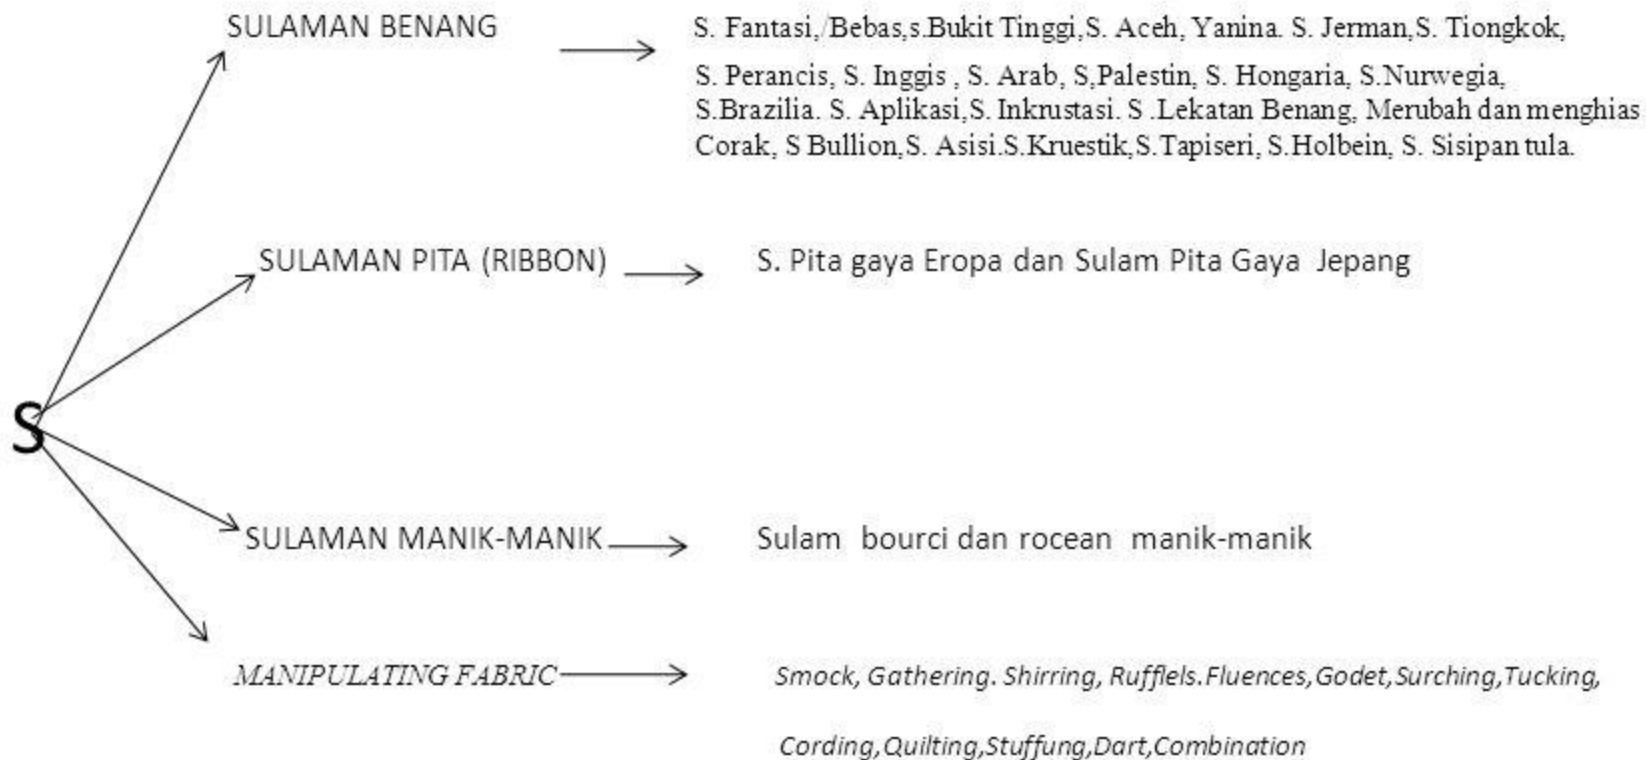 SULAMAN BENANG
S. Fantasi,/Bebas,s.Bukit Tinggi,S. Aceh, Yanina. S. Jerman,S. Tiongkok,
S. Perancis, S. Inggis , S. Arab, S,Palestin, S. Hongaria, S.Nurwegia,
S.Brazilia. S. Aplikasi,S. Inkrustasi. S .Lekatan Benang, Merubah dan menghias
Corak, S Bullion,S. Asisi.S.Kruestik,S.Tapiseri, S.Holbein, S. Sisipan tula.
SULAMAN PITA (RIBBON)
S. Pita gaya Eropa dan Sulam Pita Gaya Jepang
S
SULAMAN MANIK-MANIK
Sulam bourci dan rocean manik-manik
MANIPULATING FABRIC
Smock, Gathering. Shirring, Rufflels.Fluences,Godet,Surching,Tucking,
Cording,Quilting,Stuffung,Dart,Combination